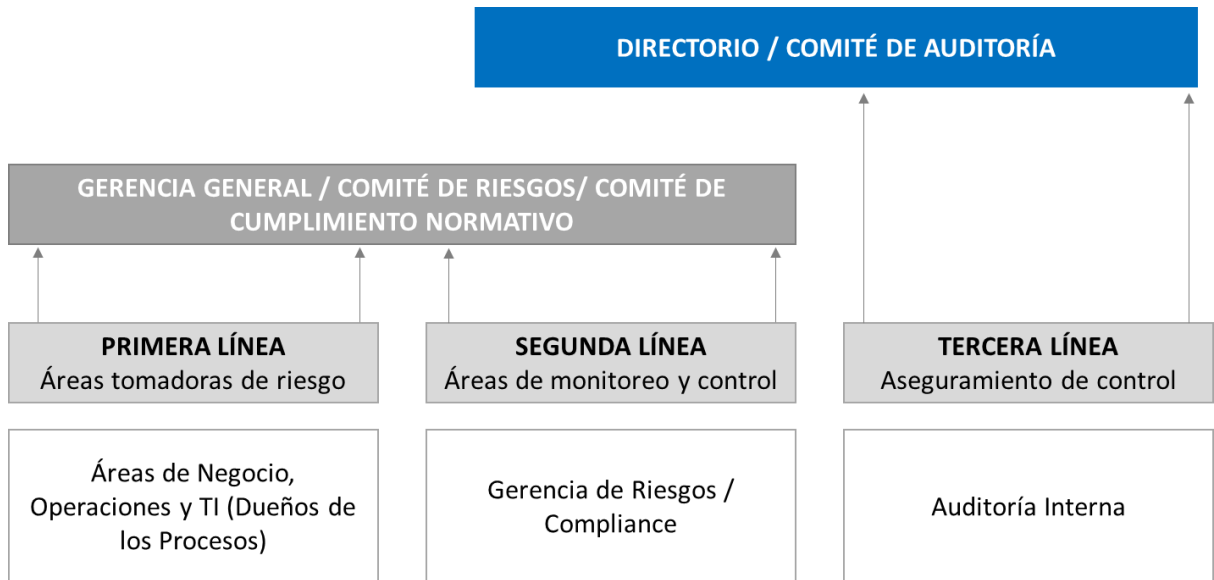 DIRECTORIO / COMITÉ DE AUDITORÍA
GERENCIA GENERAL / COMITÉ DE RIESGOS/ COMITÉ DE
CUMPLIMIENTO NORMATIVO
PRIMERA LÍNEA
Áreas tomadoras de riesgo
SEGUNDA LÍNEA
Áreas de monitoreo y control
TERCERA LÍNEA
Aseguramiento de control
Áreas de Negocio,
Operaciones y TI (Dueños de
los Procesos)
Gerencia de Riesgos /
Compliance
Auditoría Interna